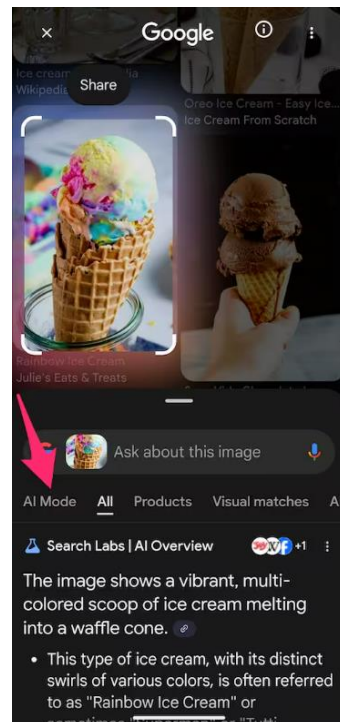 Google
Ice cream
Wikipedia
Share
Oreo Ice Cream - Easy Ice...
Ice Cream From Scratch
Rainbow Ice Cream
Julie's Eats & Treats
Ask about this image
AI Mode All Products Visual matches A
Search Labs | AI Overview +1
The image shows a vibrant, multi-
colored scoop of ice cream melting
into a waffle cone.
• This type of ice cream, with its distinct
swirls of various colors, is often referred
to as "Rainbow Ice Cream" or